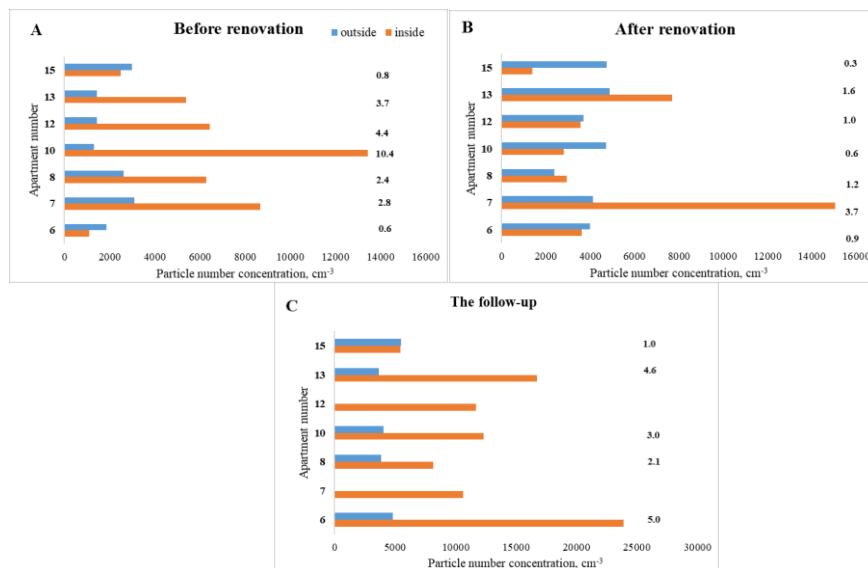 A
Before renovation
outside inside
Apartment number
15
13
12
10
8
7
6
0.8
3.7
4.4
10.4
2.4
2.8
0.6
0 2000 4000 6000 8000 10000 12000 14000 16000
Particle number concentration, cm-3
B
After renovation
Apartment number
15
13
12
10
8
7
6
0.3
1.6
1.0
0.6
1.2
3.7
0.9
0 2000 4000 6000 8000 10000 12000 14000 16000
Particle number concentration, cm-3
C
The follow-up
Apartment number
15
13
12
10
8
7
6
1.0
4.6
3.0
2.1
5.0
0 5000 10000 15000 20000 25000 30000
Particle number concentration, cm-3